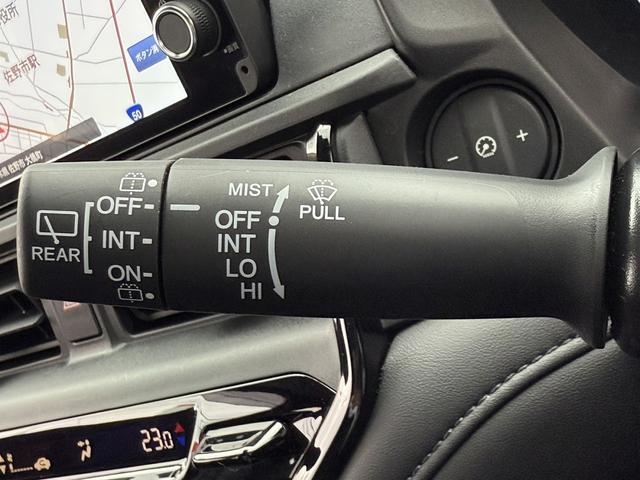 佐野市駅
ボタン
50
+
−
MIST
PULL
OFF
INT
LO
HI
REAR
OFF
INT
ON
23.0